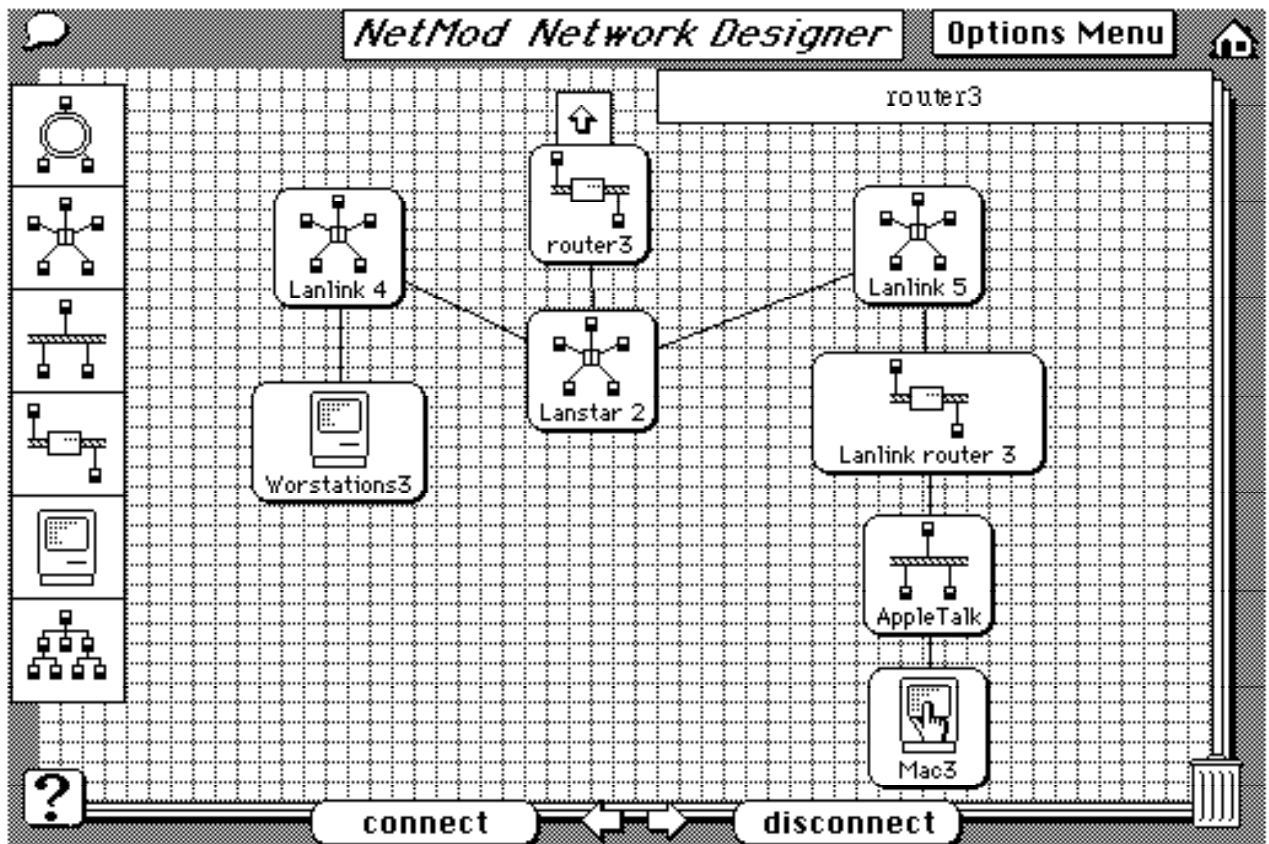 NetMod Network Designer
Options Menu
router3
router3
Lanlink 4
Lanlink 5
Lanstar 2
Worstations3
Lanlink router 3
AppleTalk
Mac3
?
connect
disconnect